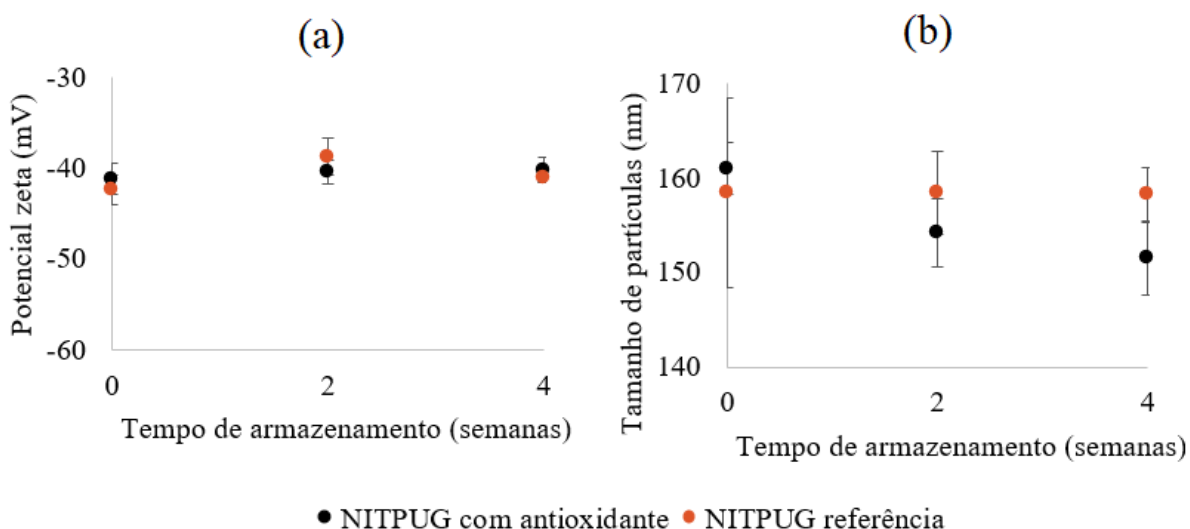 (a)
Potencial zeta (mV)
-30
-40
-50
-60
0 2 4
Tempo de armazenamento (semanas)
(b)
Tamanho de partículas (nm)
170
160
150
140
0 2 4
Tempo de armazenamento (semanas)
NITPUG com antioxidante NITPUG referência